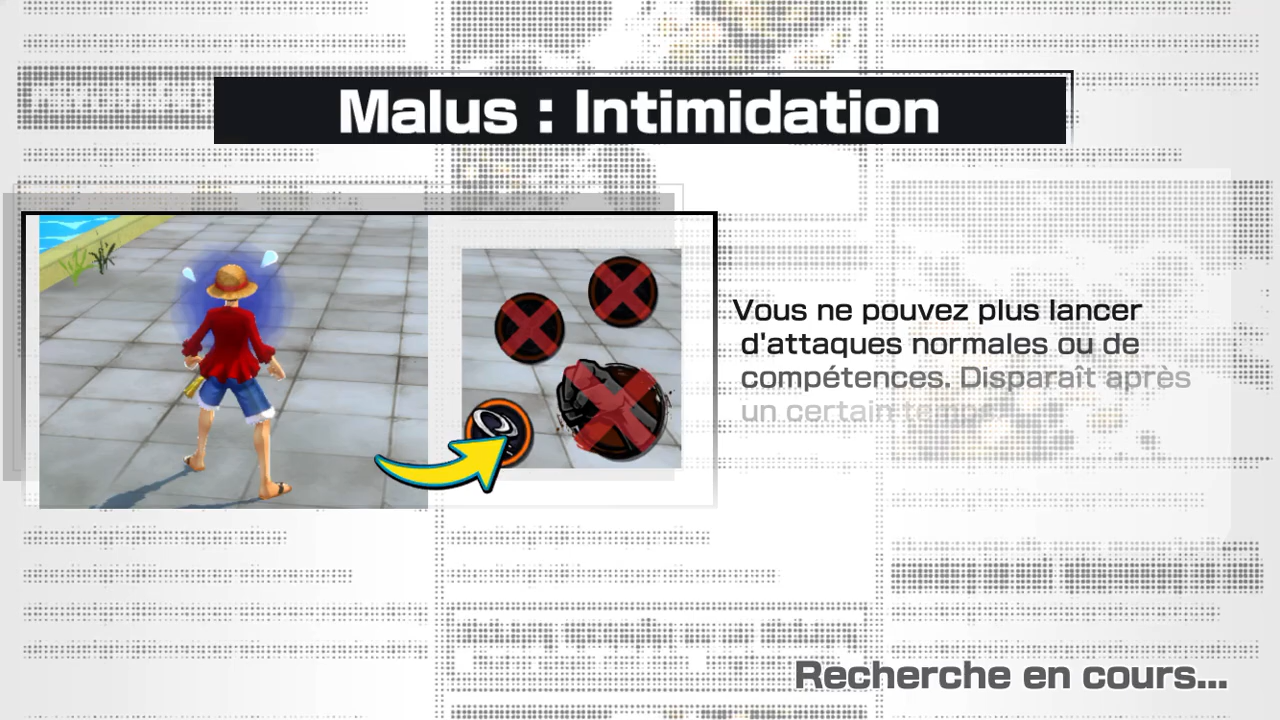 Malus : Intimidation
Vous ne pouvez plus lancer
d'attaques normales ou de
compétences. Disparaît après
un certain temps.
Recherche en cours...